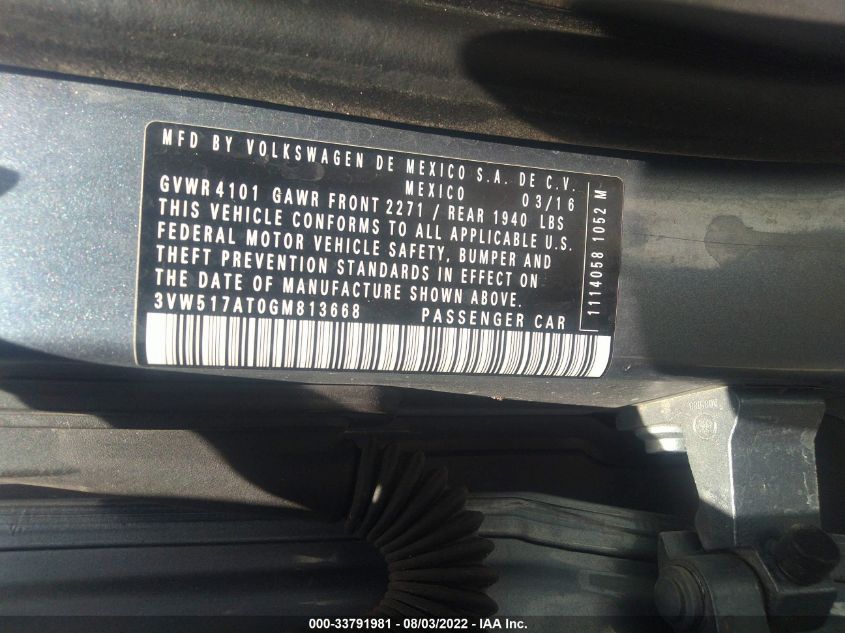 MFD BY VOLKSWAGEN DE MEXICO S.A. DE C.V.
MEXICO 03/16
GVWR 4101 GAWR FRONT 2271 / REAR 1940 LBS
THIS VEHICLE CONFORMS TO ALL APPLICABLE U.S.
FEDERAL MOTOR VEHICLE SAFETY, BUMPER AND
THEFT PREVENTION STANDARDS IN EFFECT ON
THE DATE OF MANUFACTURE SHOWN ABOVE.
3VW517AT0GM813668 PASSENGER CAR
1114058 1052 M
000-33791981 - 08/03/2022 - IAA Inc.